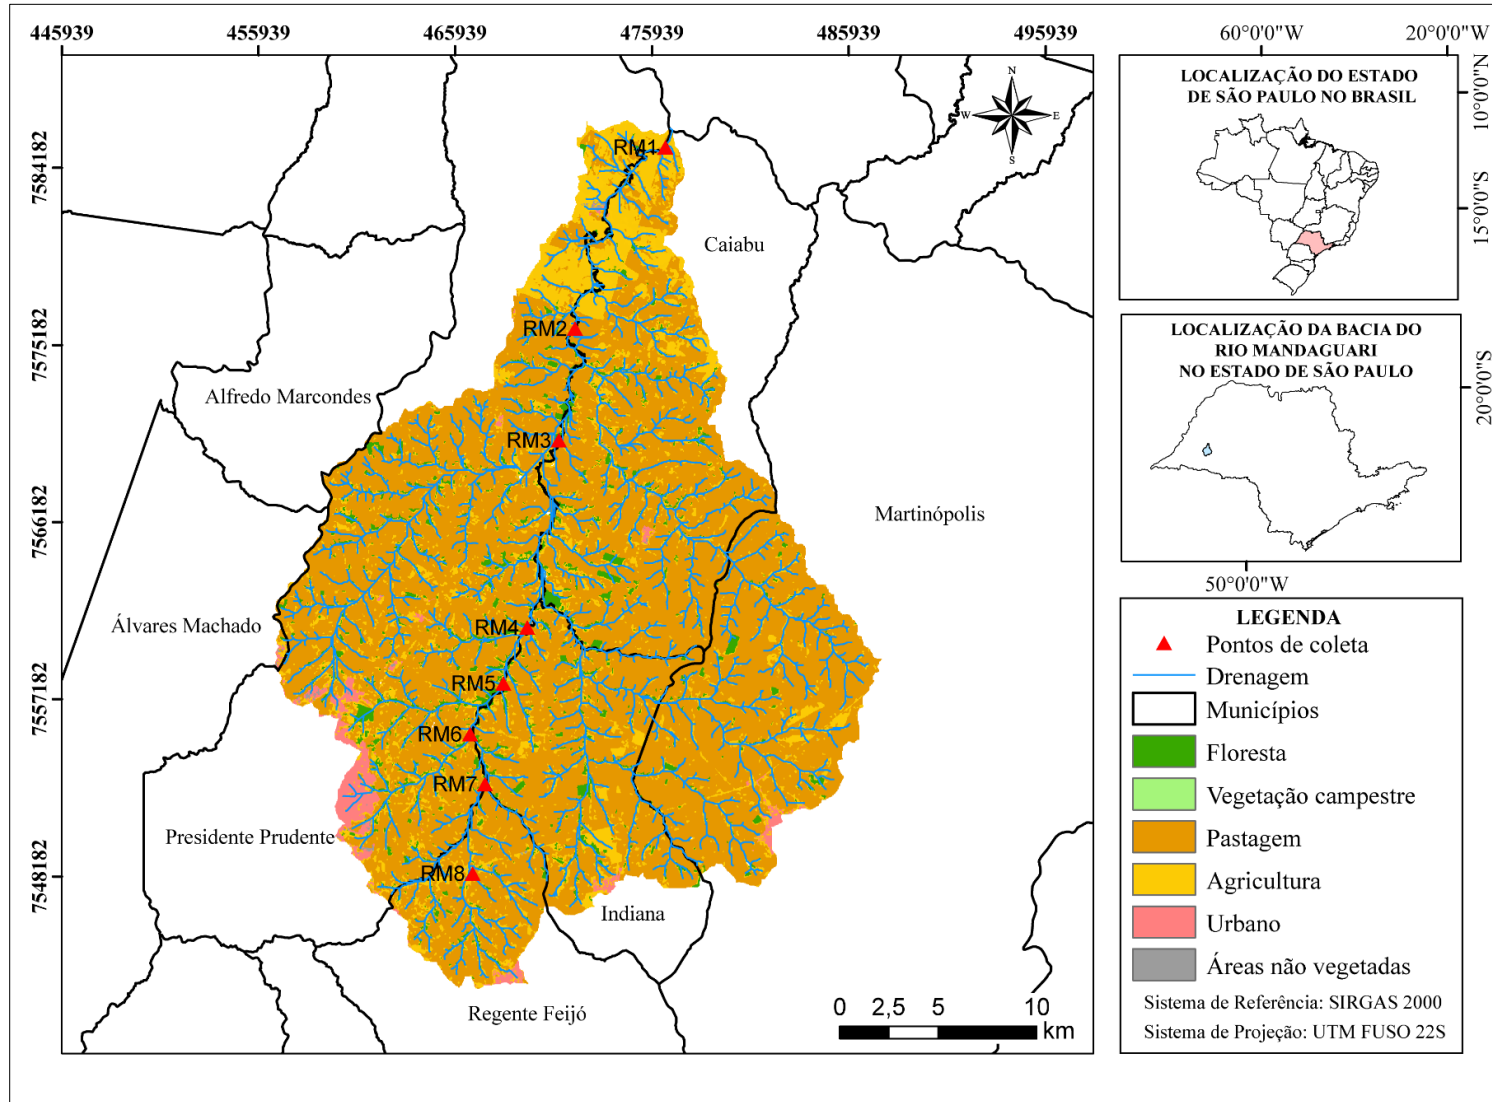 445939
455939
465939
475939
485939
495939
60°0'0"W
20°0'0"W
7584182
7575182
7566182
7557182
7548182
N
W
E
S
RM1
Caiabu
RM2
Alfredo Marcondes
RM3
Martinópolis
Álvares Machado
RM4
RM5
RM6
RM7
Presidente Prudente
RM8
Indiana
Regente Feijó
0 2,5 5 10
km
LOCALIZAÇÃO DO ESTADO
DE SÃO PAULO NO BRASIL
10°0'0"N
15°0'0"S
LOCALIZAÇÃO DA BACIA DO
RIO MANDAGUARI
NO ESTADO DE SÃO PAULO
20°0'0"S
50°0'0"W
LEGENDA
Pontos de coleta
Drenagem
Municípios
Floresta
Vegetação campestre
Pastagem
Agricultura
Urbano
Áreas não vegetadas
Sistema de Referência: SIRGAS 2000
Sistema de Projeção: UTM FUSO 22S